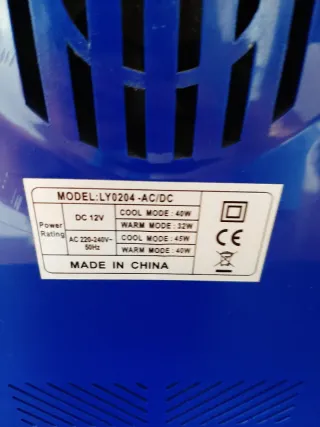 MODEL:LY0204 -AC/DC
Power Rating
DC 12V
COOL MODE : 40W
WARM MODE : 32W
AC 220-240V~ 50Hz
COOL MODE : 45W
WARM MODE : 40W
CE
MADE IN CHINA